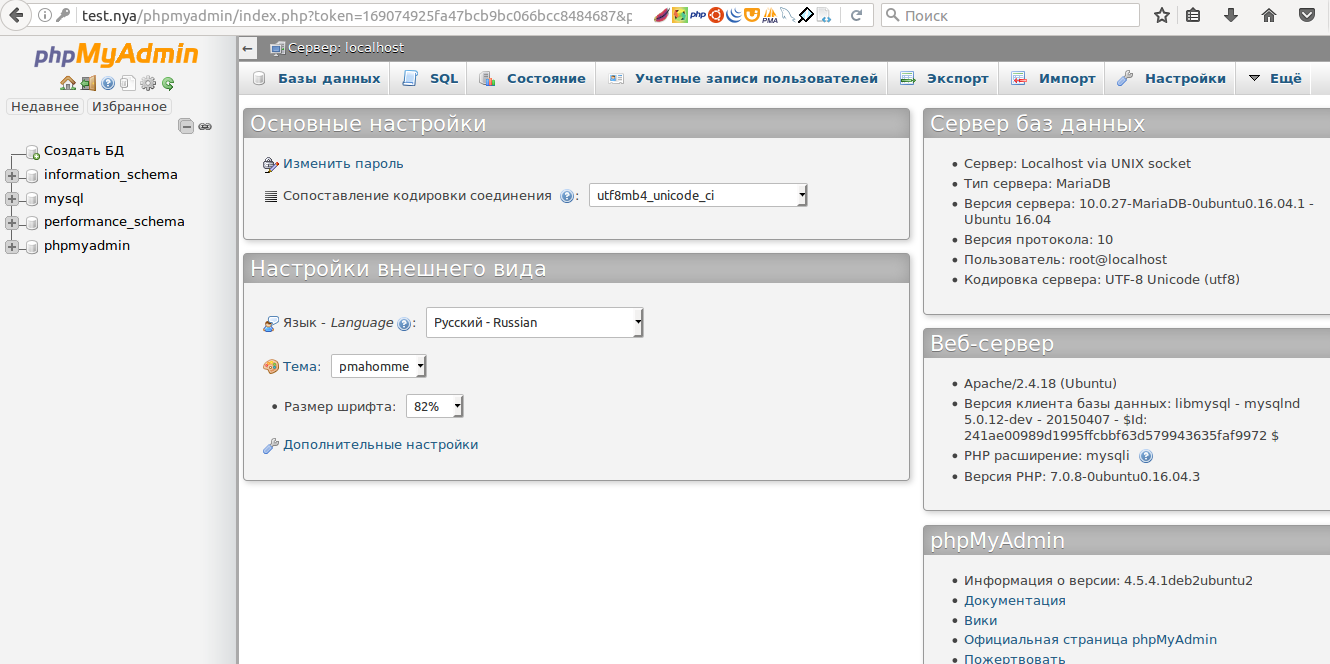 test.nya/phpmyadmin/index.php?token=169074925fa47bcb9bc066bcc8484687&p
php
PMA
Поиск
phpMyAdmin
Недавнее Избранное
Создать БД
information_schema
mysql
performance_schema
phpmyadmin
Сервер: localhost
Базы данных SQL Состояние Учетные записи пользователей Экспорт Импорт Настройки Ещё
Основные настройки
Изменить пароль
Сопоставление кодировки соединения : utf8mb4_unicode_ci
Настройки внешнего вида
Язык - Language : Русский - Russian
Тема: pmahomme
Размер шрифта: 82%
Дополнительные настройки
Сервер баз данных
Сервер: Localhost via UNIX socket
Тип сервера: MariaDB
Версия сервера: 10.0.27-MariaDB-0ubuntu0.16.04.1 -
Ubuntu 16.04
Версия протокола: 10
Пользователь: root@localhost
Кодировка сервера: UTF-8 Unicode (utf8)
Веб-сервер
Apache/2.4.18 (Ubuntu)
Версия клиента базы данных: libmysql - mysqlnd
5.0.12-dev - 20150407 - $Id:
241ae00989d1995ffcbbf63d579943635faf9972 $
PHP расширение: mysqli
Версия PHP: 7.0.8-0ubuntu0.16.04.3
phpMyAdmin
Информация о версии: 4.5.4.1deb2ubuntu2
Документация
Вики
Официальная страница phpMyAdmin
Пожертвовать